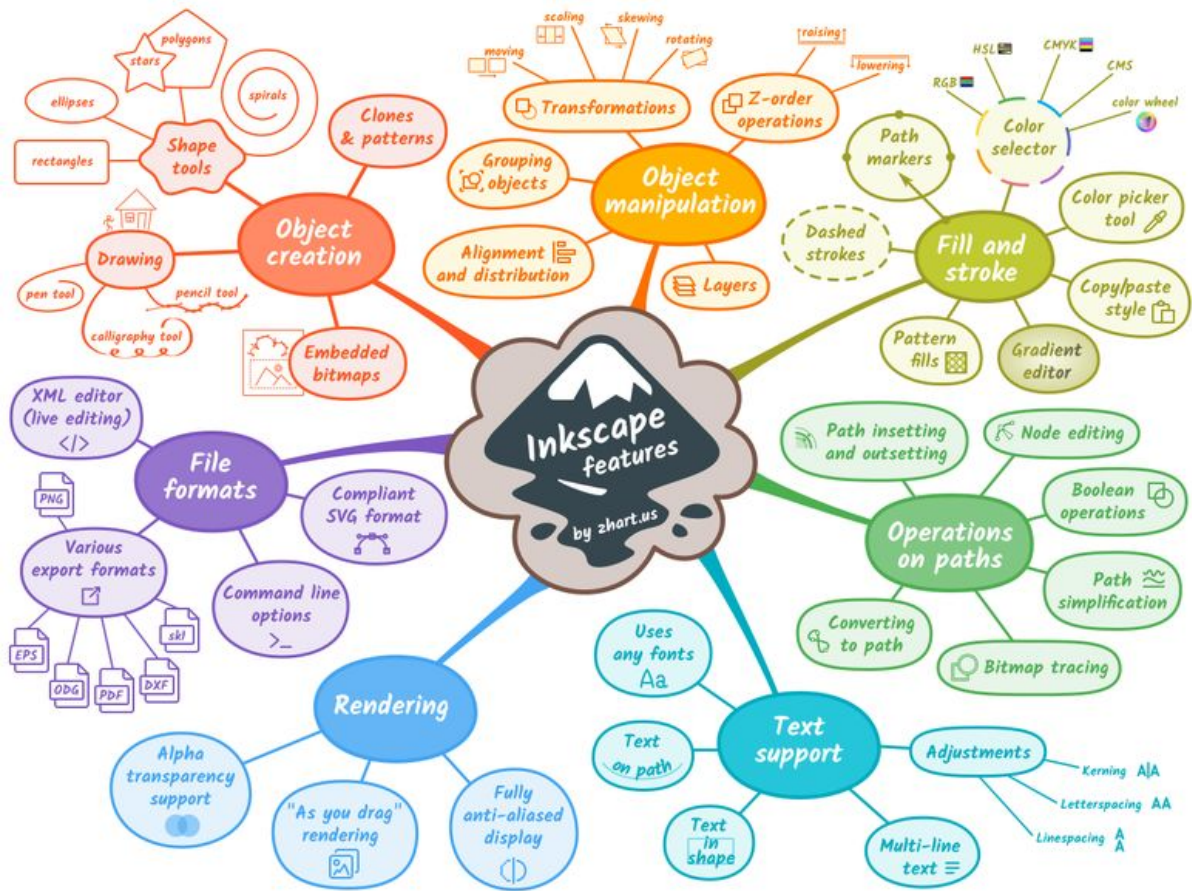 Inkscape
features
by zhart.us
Object
creation
Shape
tools
polygons
stars
ellipses
rectangles
spirals
Clones
& patterns
Drawing
pen tool
pencil tool
calligraphy tool
Embedded
bitmaps
Object
manipulation
Transformations
moving
scaling
skewing
rotating
Z-order
operations
raising
lowering
Grouping
objects
Alignment
and distribution
Layers
Fill and
stroke
Path
markers
Color
selector
RGB
HSL
CMYK
CMS
color wheel
Color picker
tool
Dashed
strokes
Copy/paste
style
Pattern
fills
Gradient
editor
File
formats
XML editor
(live editing)
</>
Compliant
SVG format
Various
export formats
PNG
EPS
ODG
PDF
DXF
sk1
Command line
options
>_
Operations
on paths
Path insetting
and outsetting
Node editing
Boolean
operations
Path
simplification
Converting
to path
Bitmap tracing
Rendering
Alpha
transparency
support
"As you drag"
rendering
Fully
anti-aliased
display
Text
support
Uses
any fonts
Aa
Text
on path
Text
in
shape
Multi-line
text
Adjustments
Kerning A|A
Letterspacing AA
Linespacing A
A